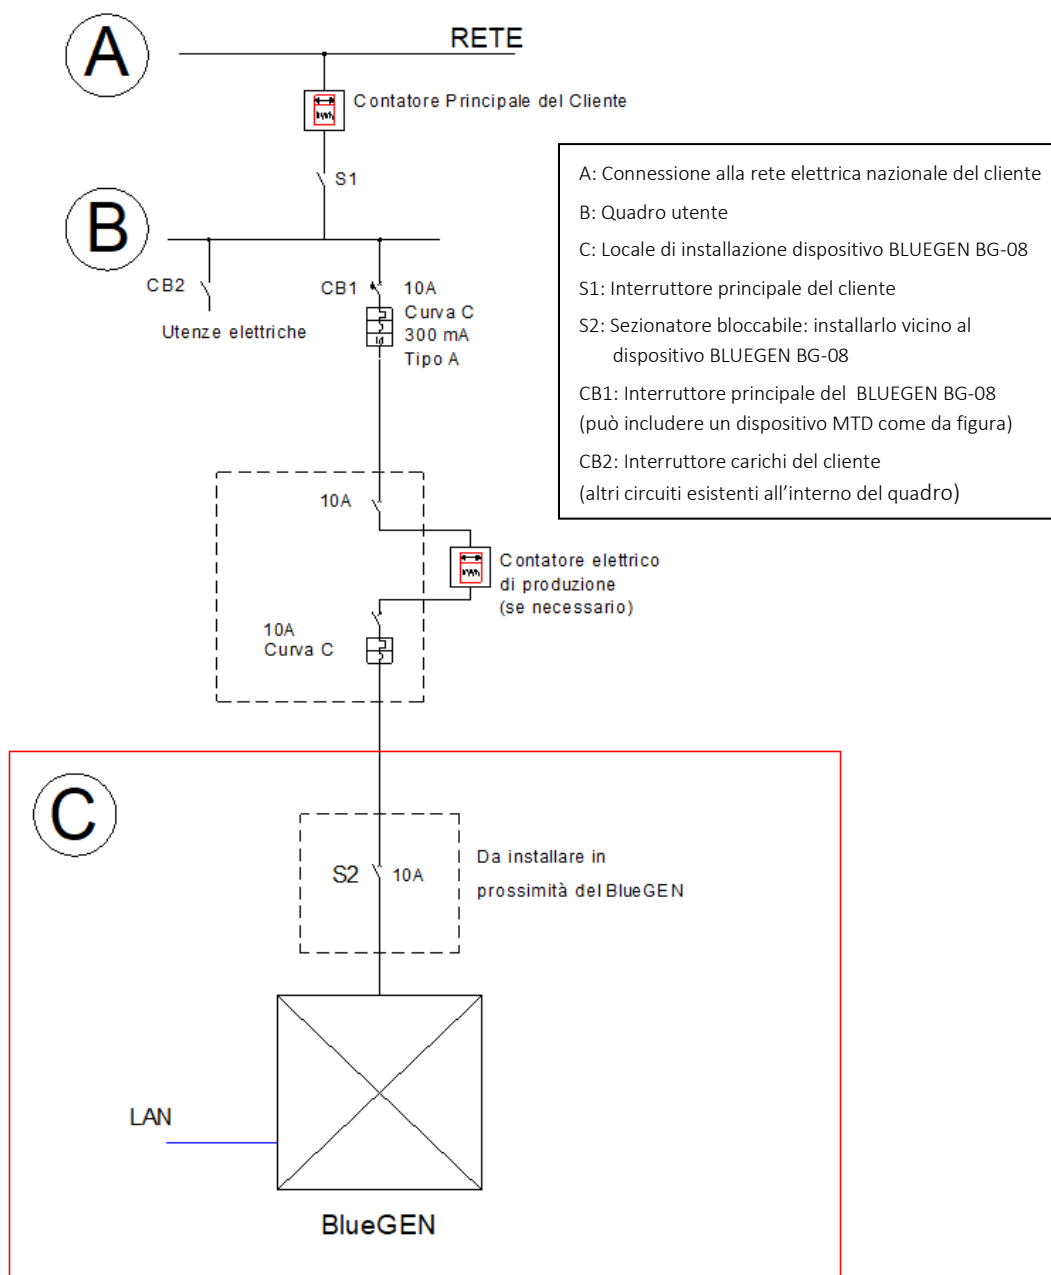 A
RETE
Contatore Principale del Cliente
S1
B
CB2
Utenze elettriche
CB1
10A
Curva C
300 mA
Tipo A
Id
A: Connessione alla rete elettrica nazionale del cliente
B: Quadro utente
C: Locale di installazione dispositivo BLUEGEN BG-08
S1: Interruttore principale del cliente
S2: Sezionatore bloccabile: installarlo vicino al
dispositivo BLUEGEN BG-08
CB1: Interruttore principale del BLUEGEN BG-08
(può includere un dispositivo MTD come da figura)
CB2: Interruttore carichi del cliente
(altri circuiti esistenti all’interno del quadro)
10A
Contatore elettrico
di produzione
(se necessario)
10A
Curva C
C
S2
10A
Da installare in
prossimità del BlueGEN
LAN
BlueGEN